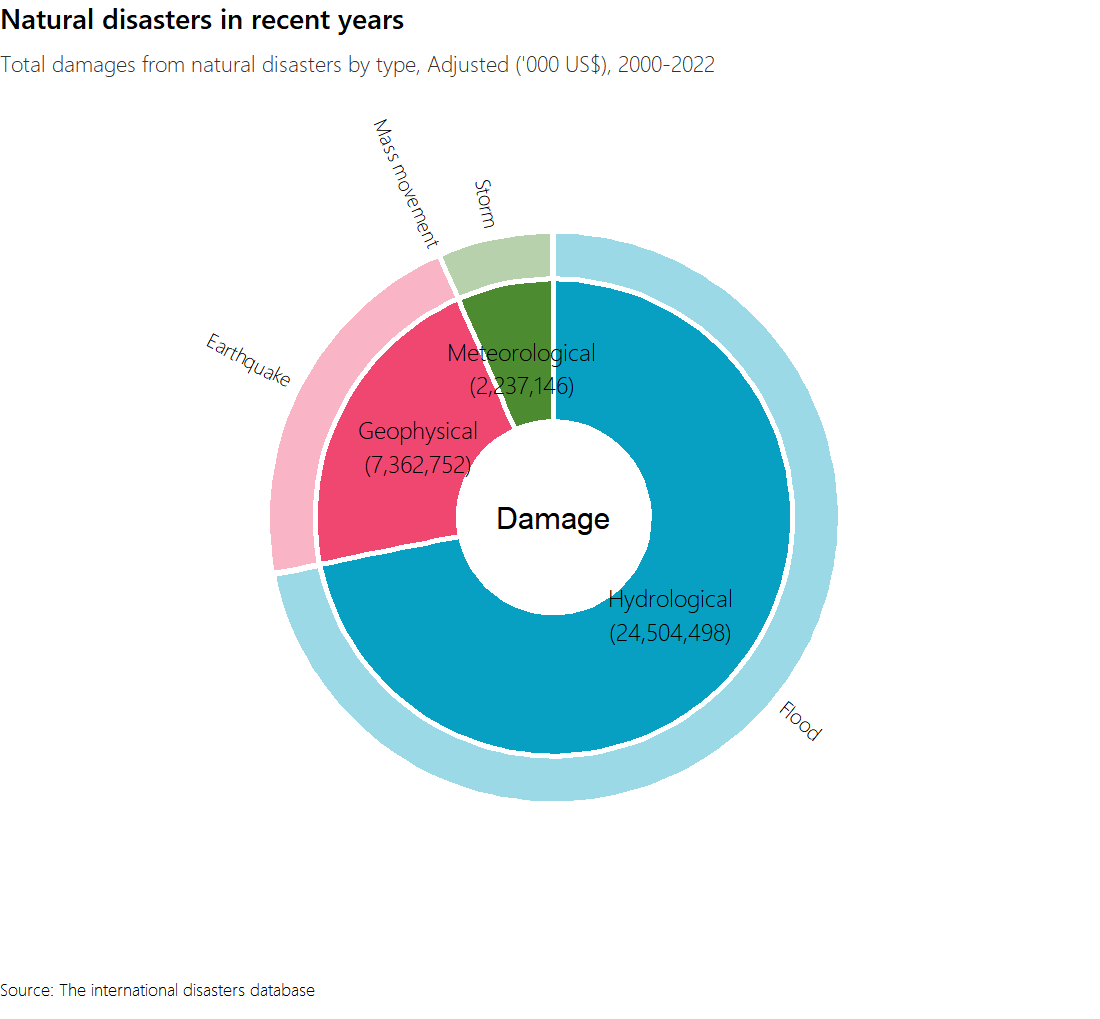 Natural disasters in recent years
Total damages from natural disasters by type, Adjusted ('000 US$), 2000-2022
Mass movement
Storm
Earthquake
Meteorological
(2,237,146)
Geophysical
(7,362,752)
Damage
Hydrological
(24,504,498)
Flood
Source: The international disasters database